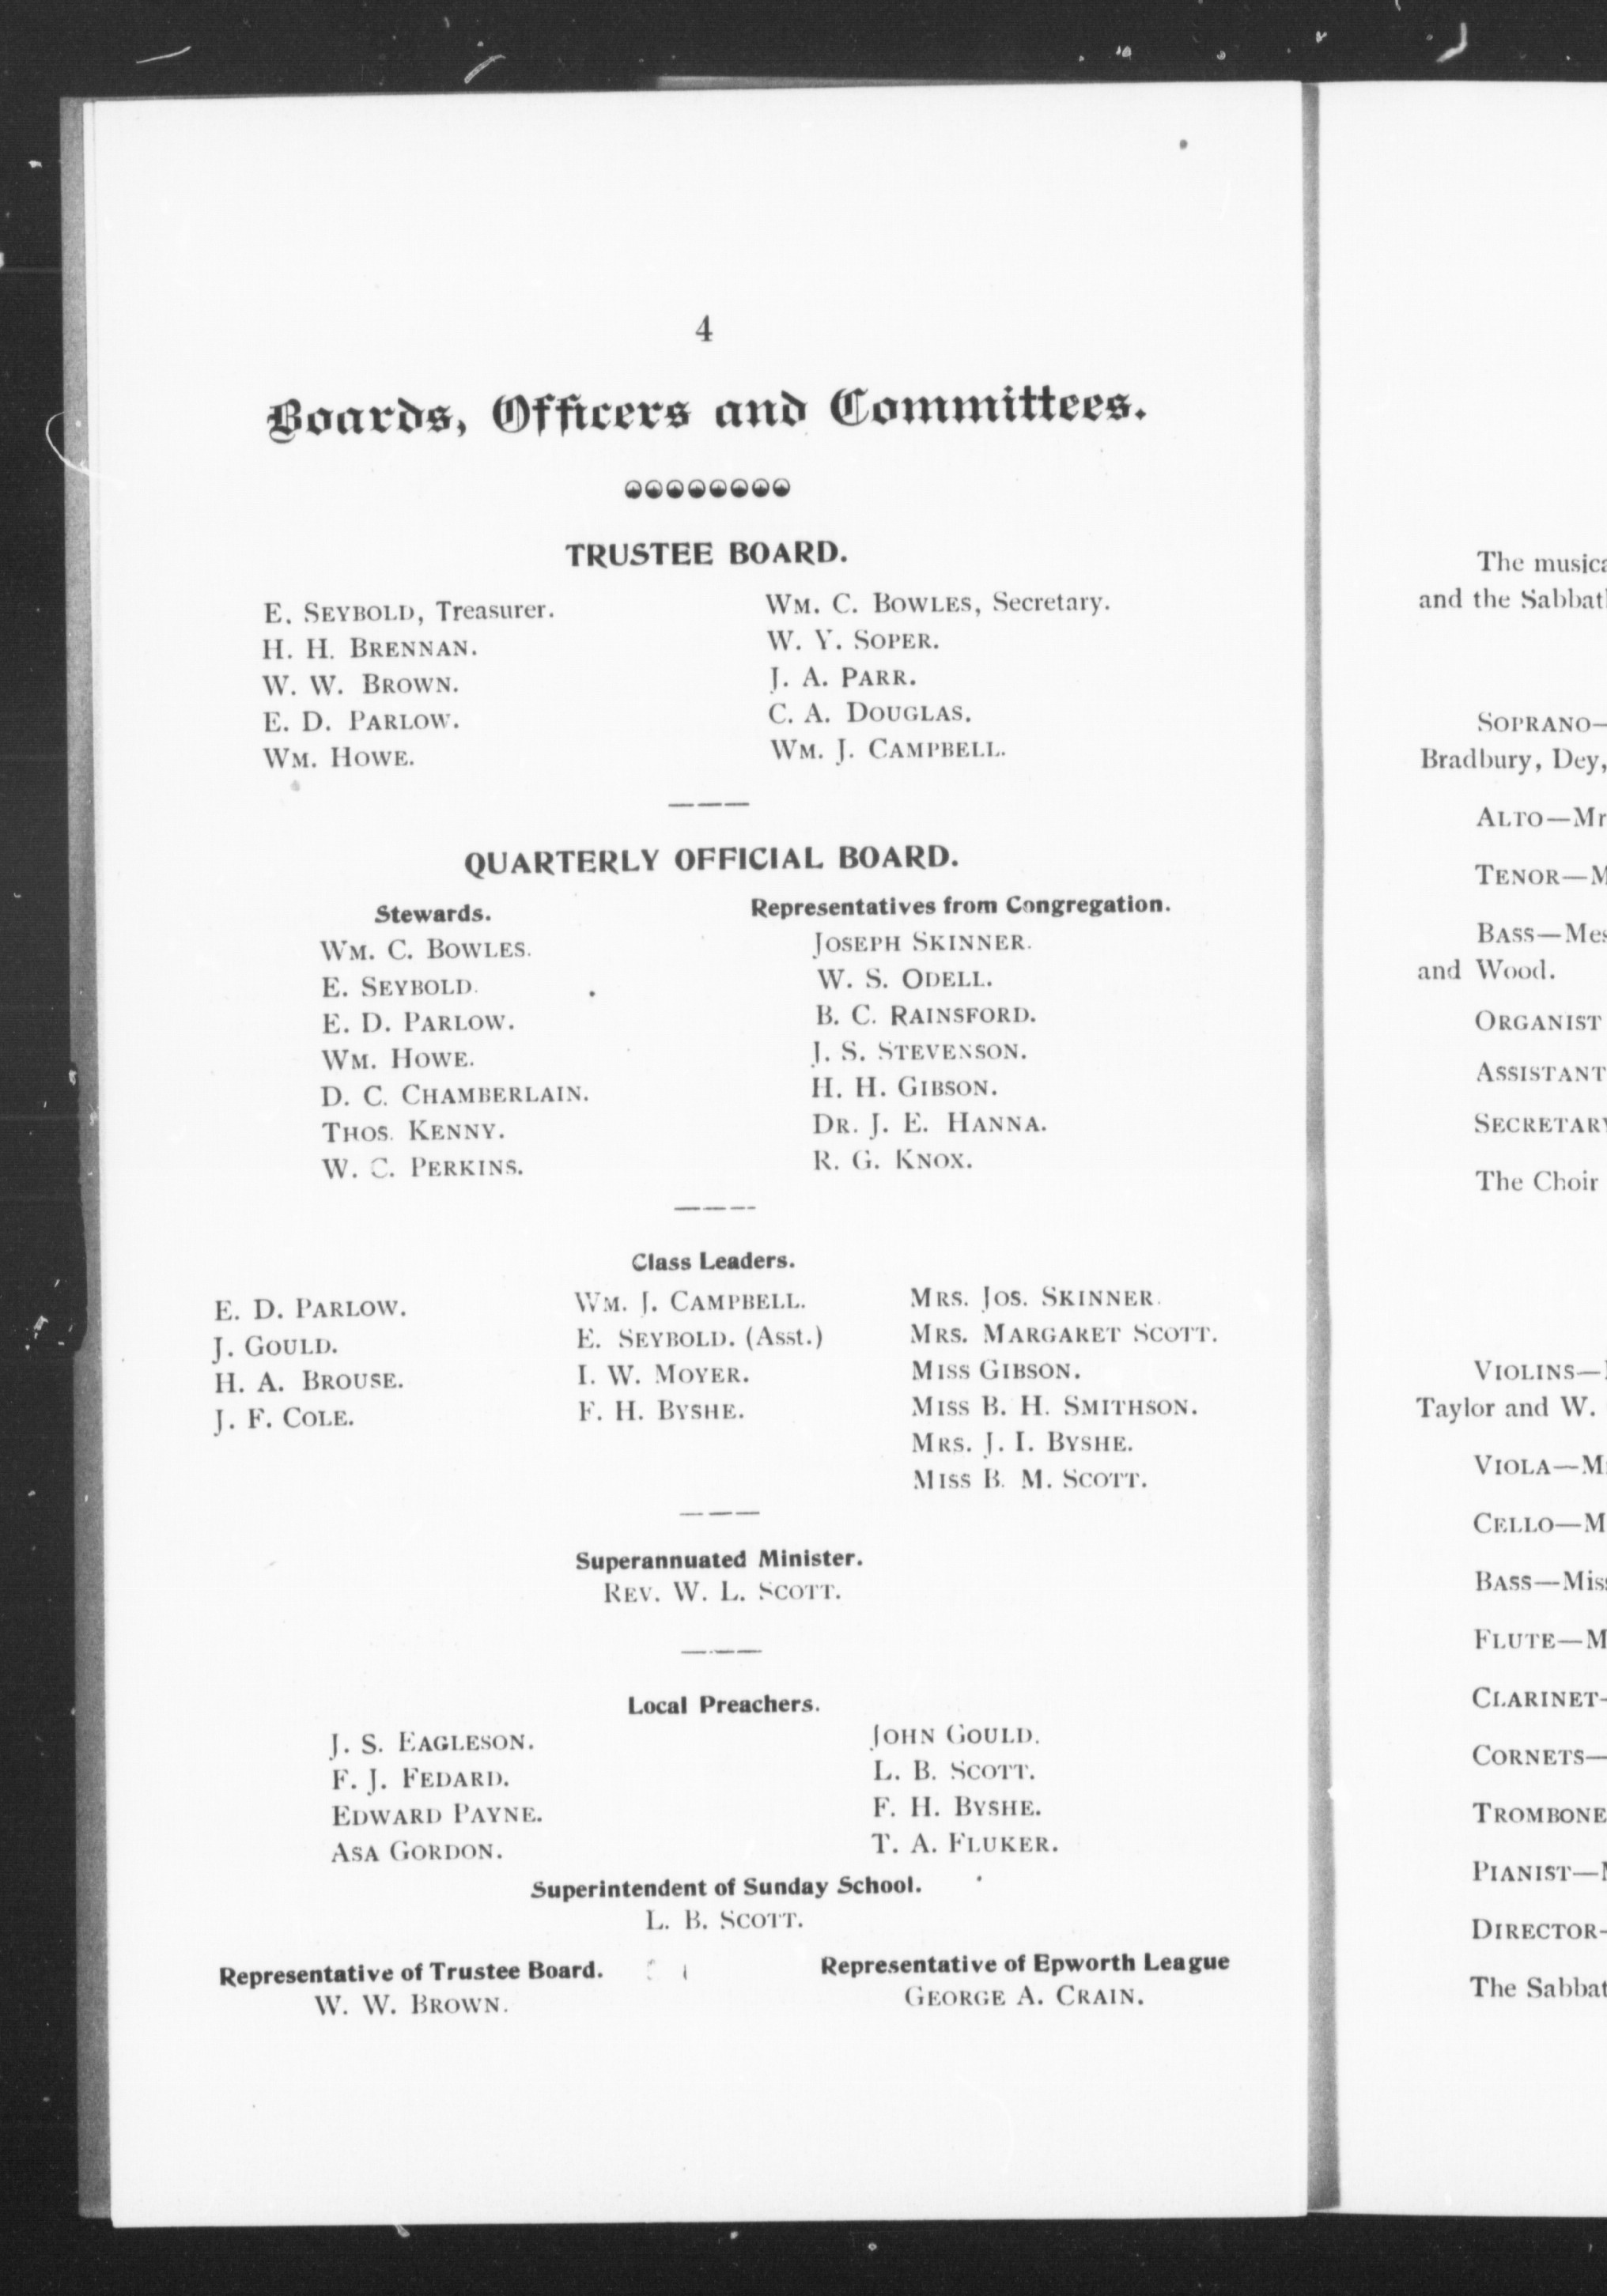 4
Boards, Officers and Committees.
TRUSTEE BOARD.
E. SEYBOLD, Treasurer.
H. H. BRENNAN.
W. W. BROWN.
E. D. PARLOW.
WM. HOWE.
WM. C. BOWLES, Secretary.
W. Y. SOPER.
J. A. PARR.
C. A. DOUGLAS.
WM. J. CAMPBELL.
QUARTERLY OFFICIAL BOARD.
Stewards.
WM. C. BOWLES.
E. SEYBOLD.
E. D. PARLOW.
WM. HOWE.
D. C. CHAMBERLAIN.
THOS. KENNY.
W. C. PERKINS.
Representatives from Congregation.
JOSEPH SKINNER.
W. S. ODELL.
B. C. RAINSFORD.
J. S. STEVENSON.
H. H. GIBSON.
DR. J. E. HANNA.
R. G. KNOX.
Class Leaders.
E. D. PARLOW.
J. GOULD.
H. A. BROUSE.
J. F. COLE.
WM. J. CAMPBELL.
E. SEYBOLD. (Asst.)
I. W. MOYER.
F. H. BYSHE.
MRS. JOS. SKINNER.
MRS. MARGARET SCOTT.
MISS GIBSON.
MISS B. H. SMITHSON.
MRS. J. I. BYSHE.
MISS B. M. SCOTT.
Superannuated Minister.
REV. W. L. SCOTT.
Local Preachers.
J. S. EAGLESON.
F. J. FEDARD.
EDWARD PAYNE.
ASA GORDON.
JOHN GOULD.
L. B. SCOTT.
F. H. BYSHE.
T. A. FLUKER.
Superintendent of Sunday School.
L. B. SCOTT.
Representative of Trustee Board.
W. W. BROWN.
Representative of Epworth League
GEORGE A. CRAIN.
The
and the
SOPRANO—
Bradbury, Dey,
ALTO—
TENOR—
BASS—
and Wood.
ORGANIST
ASSISTANT
The Choir
VIOLINS—
Taylor and W.
VIOLA—
CELLO—
BASS—
FLUTE—
CLARINET-
CORNETS—
TROMBONE
PIANIST—
DIRECTOR-
The